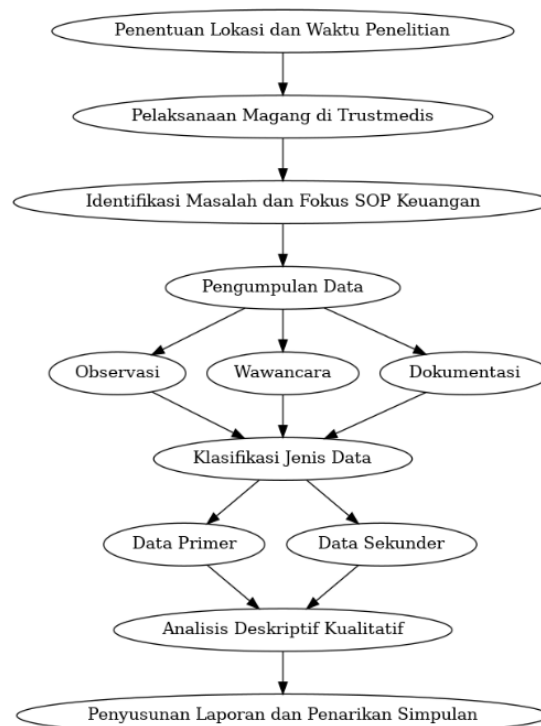 Penentuan Lokasi dan Waktu Penelitian
Pelaksanaan Magang di Trustmedis
Identifikasi Masalah dan Fokus SOP Keuangan
Pengumpulan Data
Observasi
Wawancara
Dokumentasi
Klasifikasi Jenis Data
Data Primer
Data Sekunder
Analisis Deskriptif Kualitatif
Penyusunan Laporan dan Penarikan Simpulan